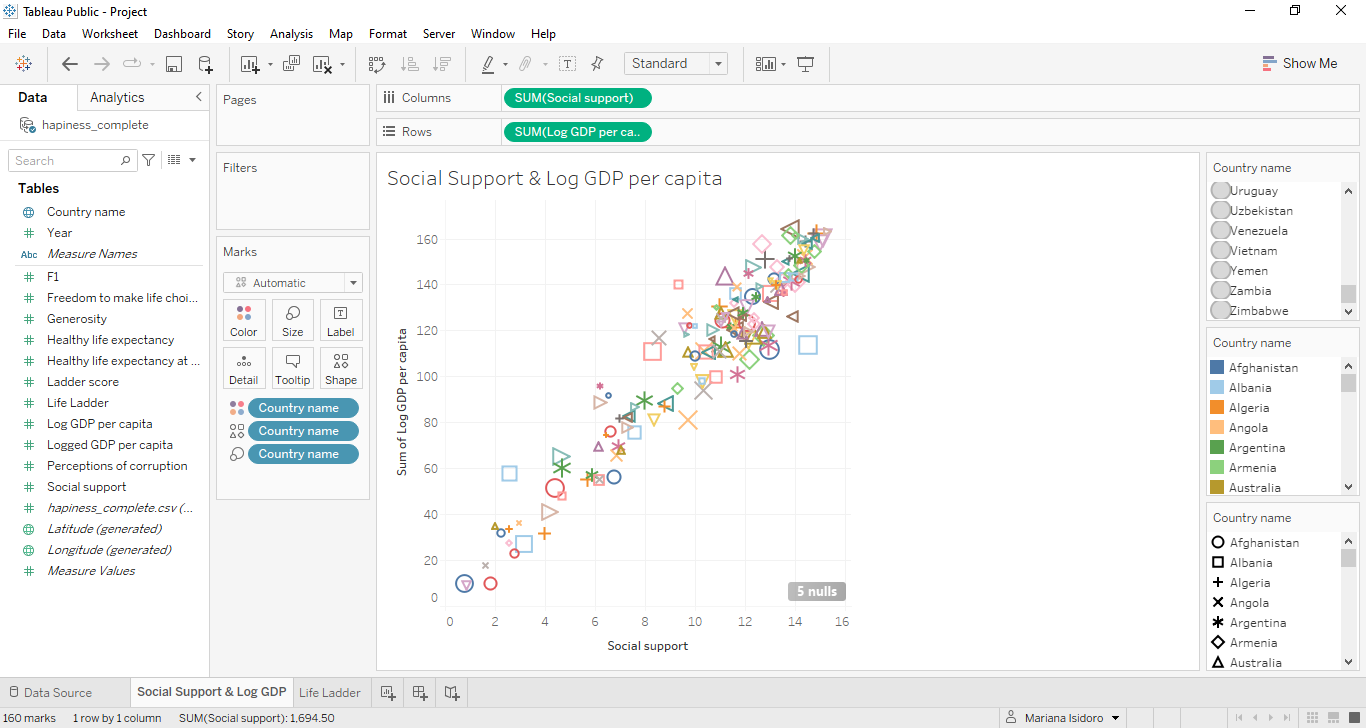 Tableau Public - Project
File Data Worksheet Dashboard Story Analysis Map Format Server Window Help
Standard
Show Me
Data
Analytics
hapiness_complete
Search
Tables
Country name
Year
Abc Measure Names
F1
Freedom to make life choi...
Generosity
Healthy life expectancy
Healthy life expectancy at ...
Ladder score
Life Ladder
Log GDP per capita
Logged GDP per capita
Perceptions of corruption
Social support
hapiness_complete.csv (...
Latitude (generated)
Longitude (generated)
Measure Values
Pages
Filters
Marks
Automatic
Color
Size
Label
Detail
Tooltip
Shape
Country name
Country name
Country name
Columns
SUM(Social support)
Rows
SUM(Log GDP per ca..
Social Support & Log GDP per capita
Sum of Log GDP per capita
160
140
120
100
80
60
40
20
0
5 nulls
0 2 4 6 8 10 12 14 16
Social support
Country name
Uruguay
Uzbekistan
Venezuela
Vietnam
Yemen
Zambia
Zimbabwe
Country name
Afghanistan
Albania
Algeria
Angola
Argentina
Armenia
Australia
Country name
Afghanistan
Albania
Algeria
Angola
Argentina
Armenia
Australia
Data Source
Social Support & Log GDP
Life Ladder
160 marks
1 row by 1 column
SUM(Social support): 1,694.50
Mariana Isidoro